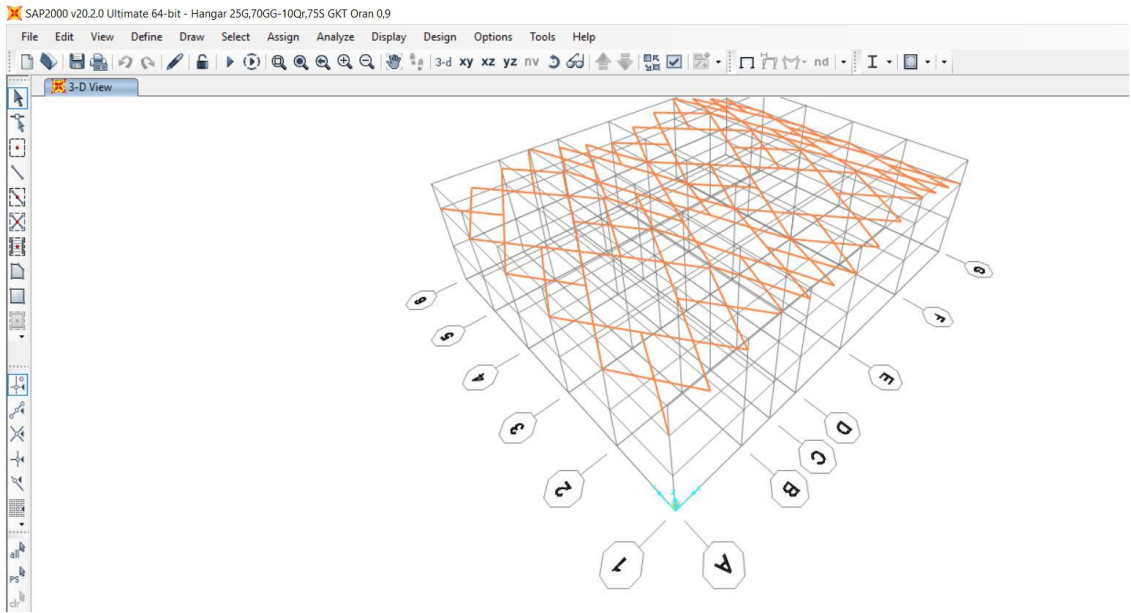 SAP2000 v20.2.0 Ultimate 64-bit - Hangar 25G,70GG-10Qr,75S GKT Oran 0,9
File Edit View Define Draw Select Assign Analyze Display Design Options Tools Help
3-d xy xz yz nv nd
3-D View
6
5
4
3
2
1
A
B
C
D
E
F
G
all
PS
clr